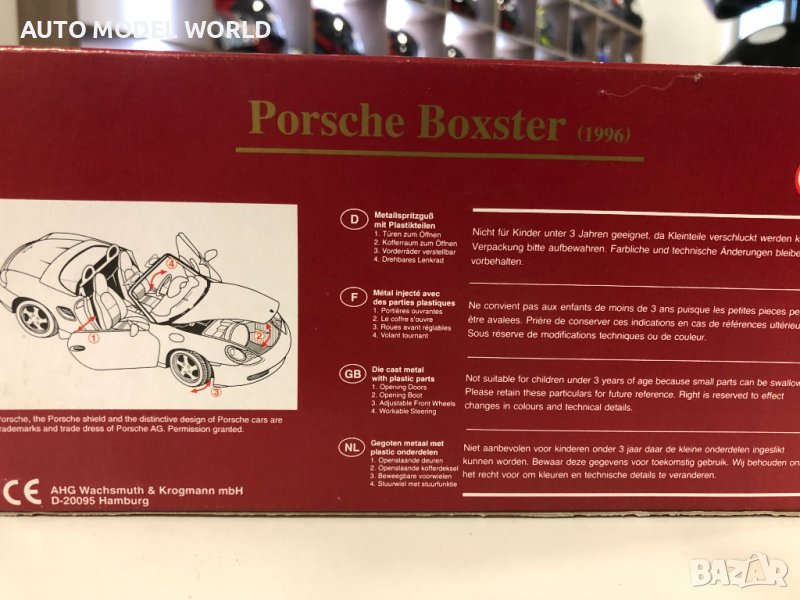 AUTO MODEL WORLD
Porsche Boxster (1996)
D
Metallspritzguß
mit Plastikteilen
1. Türen zum Öffnen
2. Kofferraum zum Öffnen
3. Vorderräder verstellbar
4. Drehbares Lenkrad
Nicht für Kinder unter 3 Jahren geeignet, da Kleinteile verschluckt werden
Verpackung bitte aufbewahren. Farbliche und technische Änderungen
vorbehalten.
F
Métal injecté avec
des parties plastiques
1. Portières ouvrantes
2. Le coffre s'ouvre
3. Roues avant réglables
4. Volant tournant
Ne convient pas aux enfants de moins de 3 ans puisque les petites pieces
être avalees. Prière de conserver ces indications en cas de références
Sous réserve de modifications techniques ou de couleur.
GB
Die cast metal
with plastic parts
1. Opening Doors
2. Opening Boot
3. Adjustable Front Wheels
4. Workable Steering
Not suitable for children under 3 years of age because small parts can be
Please retain these particulars for future reference. Right is reserved to effect
changes in colours and technical details.
NL
Gegoten metaal met
plastic onderdelen
1. Openslaande deuren
2. Openslaande kofferdeksel
3. Beweegbare voorwielen
4. Stuurwiel met stuurfunktie
Niet aanbevolen voor kinderen onder 3 jaar daar de kleine onderdelen ingeslikt
kunnen worden. Bewaar deze gegevens voor toekomstig gebruik. Wij behouden
het recht voor om kleuren en technische details te veranderen.
1
2
3
4
Porsche, the Porsche shield and the distinctive design of Porsche cars are
trademarks and trade dress of Porsche AG. Permission granted.
CE
AHG Wachsmuth & Krogmann mbH
D-20095 Hamburg
BAZAR